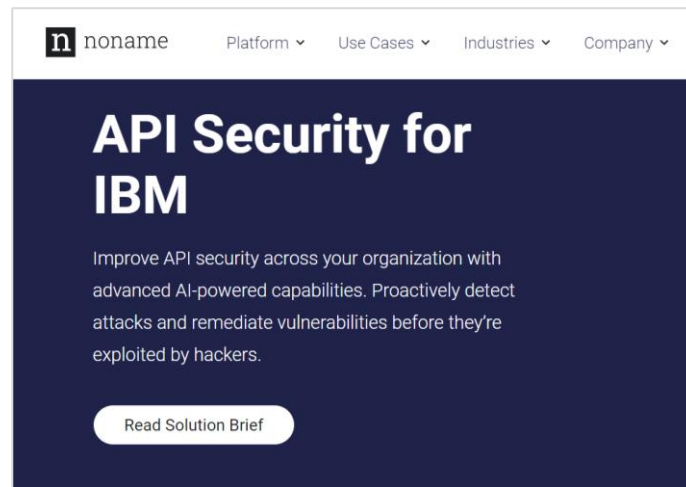 n noname Platform Use Cases Industries Company
API Security for
IBM
Improve API security across your organization with
advanced AI-powered capabilities. Proactively detect
attacks and remediate vulnerabilities before they’re
exploited by hackers.
Read Solution Brief